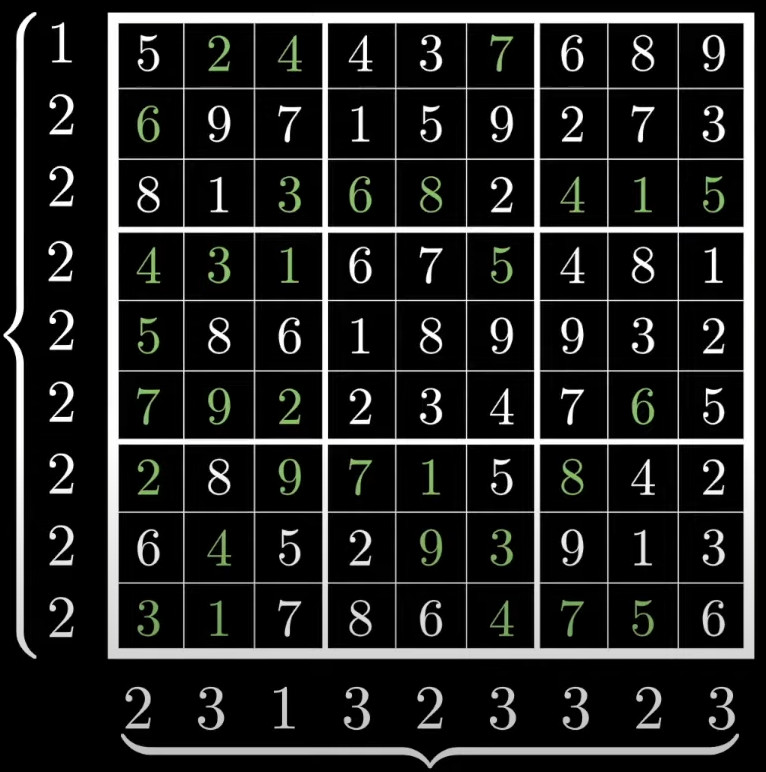 1 5 2 4 4 3 7 6 8 9
2 6 9 7 1 5 9 2 7 3
2 8 1 3 6 8 2 4 1 5
2 4 3 1 6 7 5 4 8 1
2 5 8 6 1 8 9 9 3 2
2 7 9 2 2 3 4 7 6 5
2 2 8 9 7 1 5 8 4 2
2 6 4 5 2 9 3 9 1 3
2 3 1 7 8 6 4 7 5 6
2 3 1 3 2 3 3 2 3